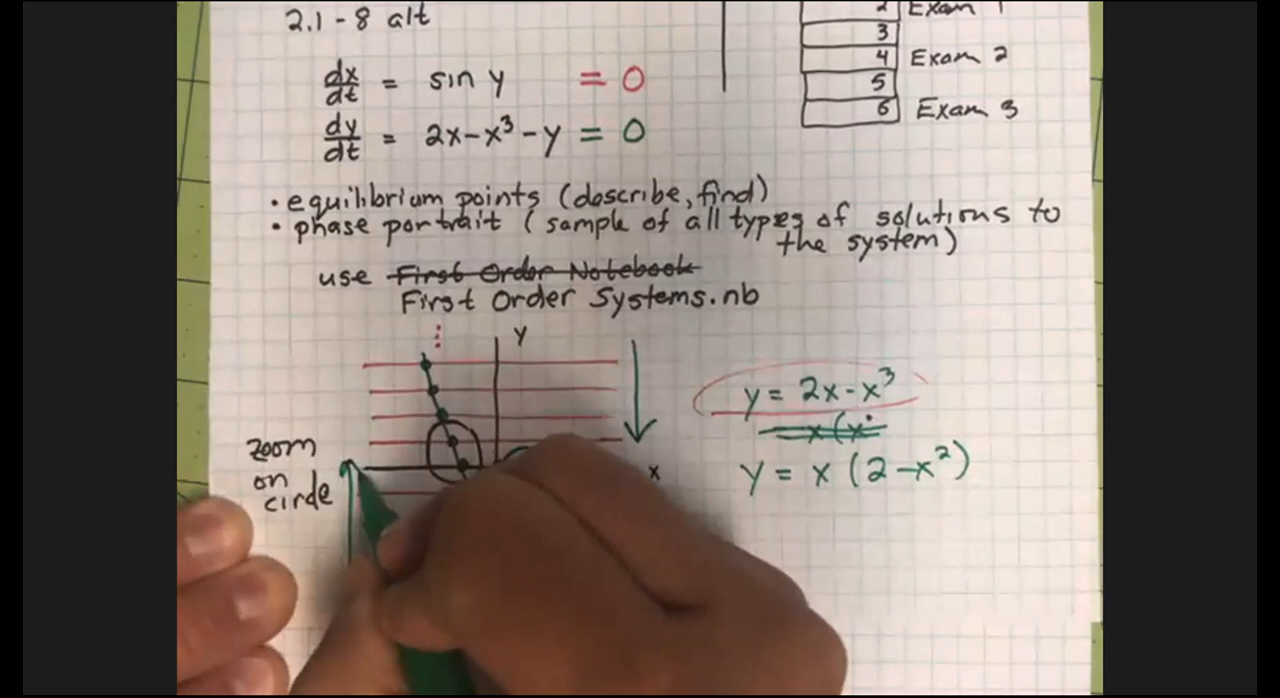 2.1 - 8 alt
dx/dt = sin y = 0
dy/dt = 2x - x³ - y = 0
2 Exam 1
3
4 Exam 2
5
6 Exam 3
• equilibrium points (describe, find)
• phase portrait (sample of all types of solutions to
the system)
use First Order Notebook
First Order Systems.nb
y
x
zoom
on
circle
y = 2x - x³
y = x (2 - x²)